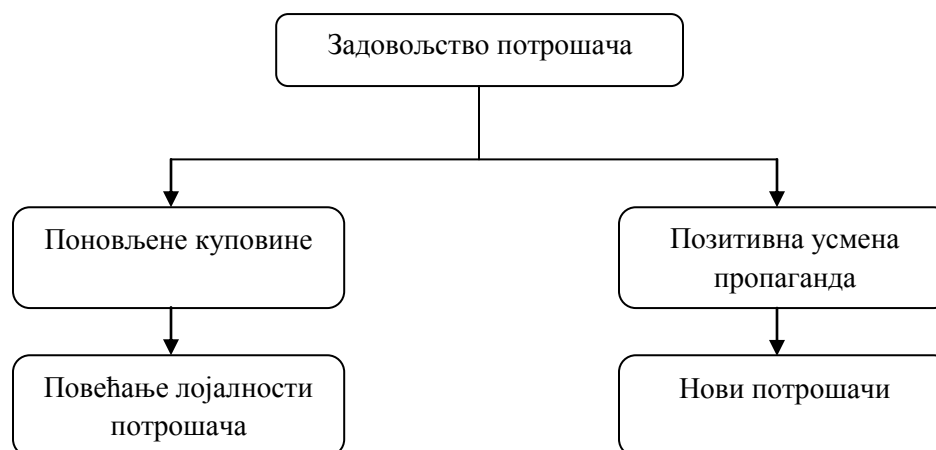 Задовољство потрошача
Поновљене куповине
Позитивна усмена
пропаганда
Повећање лојалности
потрошача
Нови потрошачи